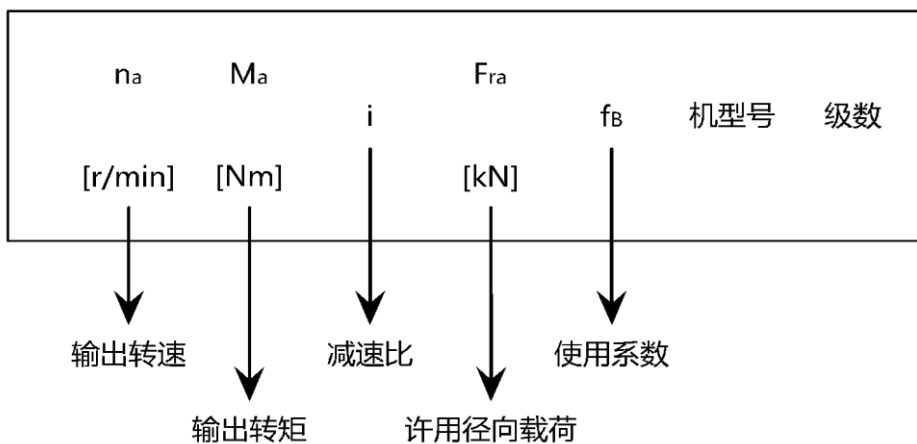 na Ma Fra
i fB 机型号 级数
[r/min] [Nm] [kN]
输出转速 减速比 使用系数
输出转矩 许用径向载荷